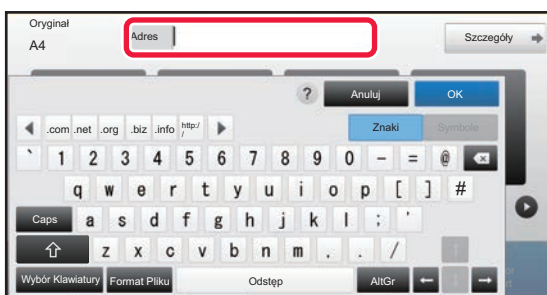 Oryginał
A4
Adres
Szczegóły
? Anuluj OK
.com .net .org .biz .info http:// Znaki Symbole
` 1 2 3 4 5 6 7 8 9 0 - = @
q w e r t y u i o p [ ] #
Caps a s d f g h j k l ; '
z x c v b n m , . /
Wybór Klawiatury Format Pliku Odstęp AltGr